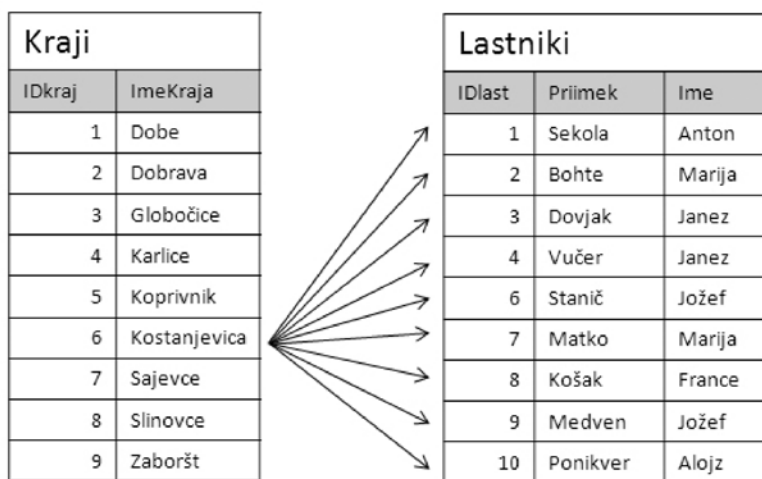 Kraji
IDkraj ImeKraja
1 Dobe
2 Dobrava
3 Globočice
4 Karlice
5 Koprivnik
6 Kostanjevica
7 Sajevce
8 Slinovce
9 Zaboršt
Lastniki
IDlast Priimek Ime
1 Sekola Anton
2 Bohte Marija
3 Dovjak Janez
4 Vučer Janez
6 Stanič Jožef
7 Matko Marija
8 Košak France
9 Medven Jožef
10 Ponikver Alojz